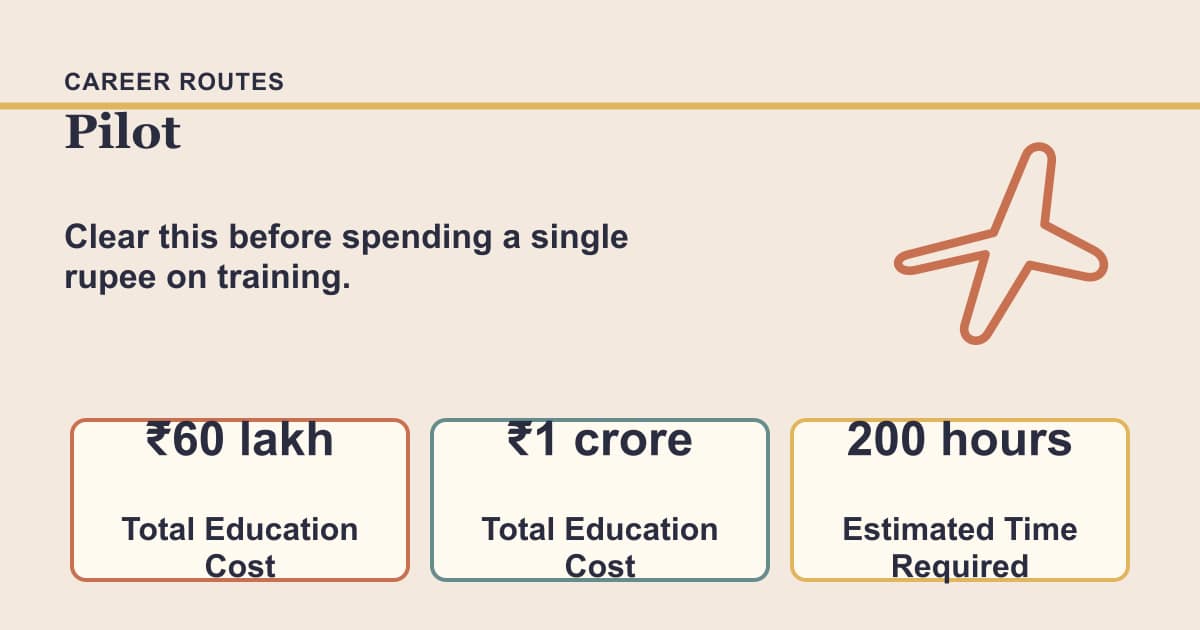 CAREER ROUTES
Pilot
Clear this before spending a single
rupee on training.
₹60 lakh
Total Education
Cost
₹1 crore
Total Education
Cost
200 hours
Estimated Time
Required